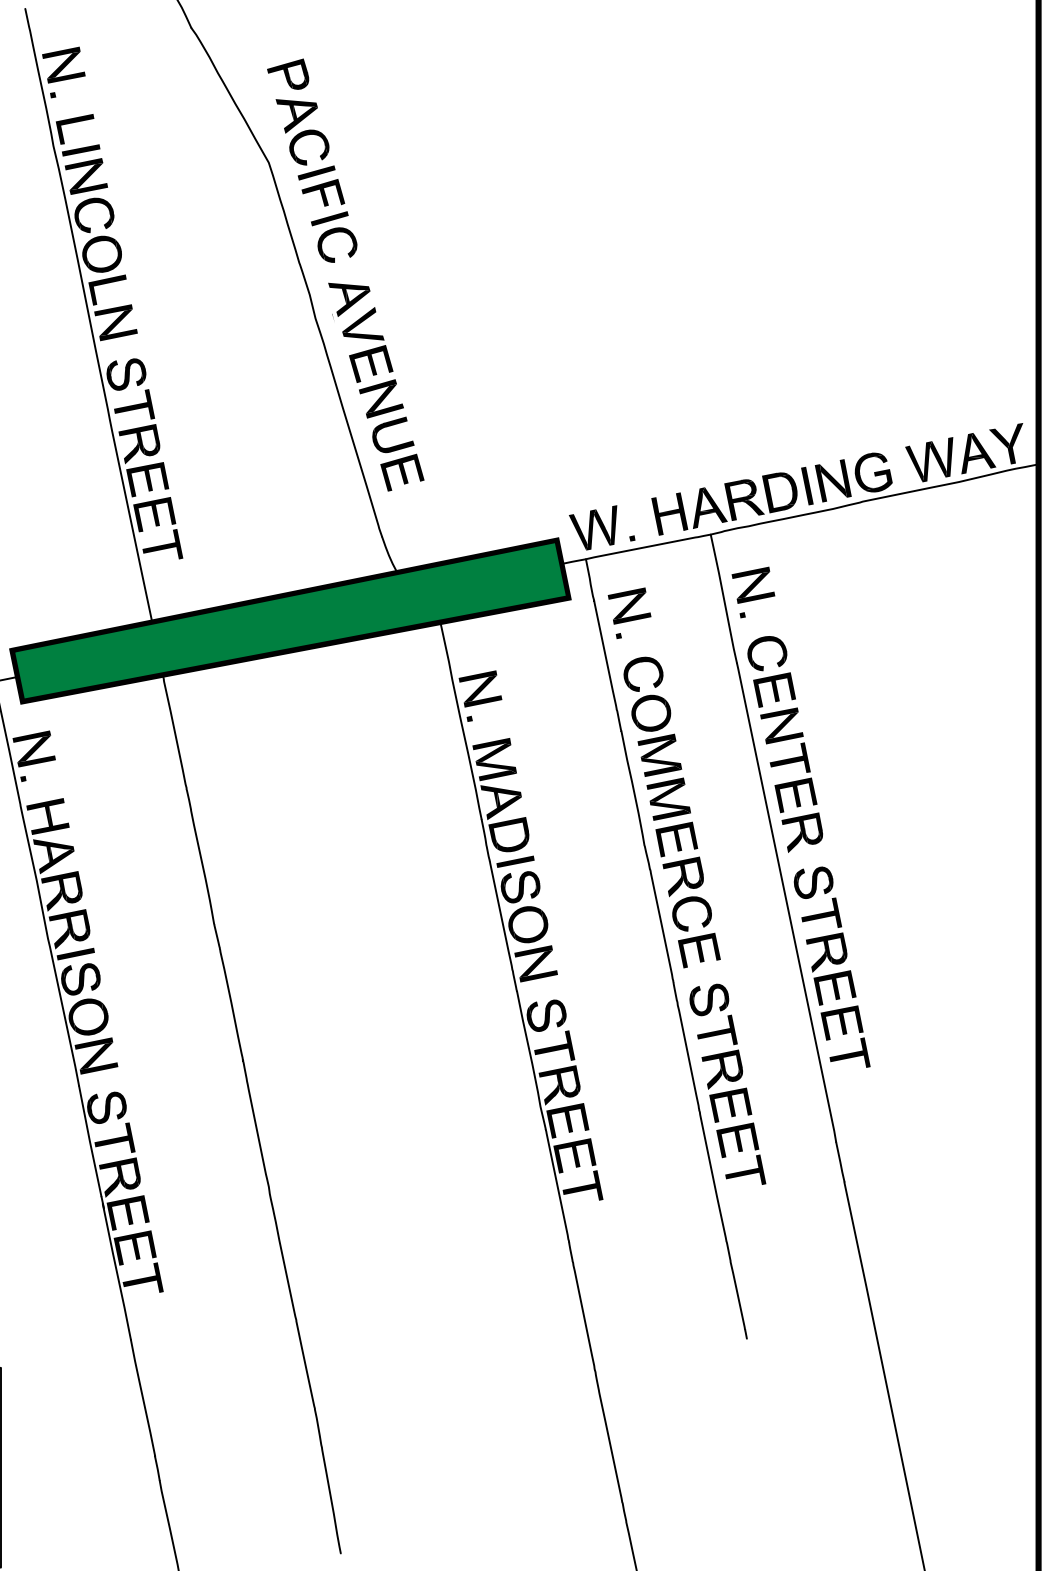 N. LINCOLN STREET
PACIFIC AVENUE
W. HARDING WAY
N. HARRISON STREET
N. MADISON STREET
N. COMMERCE STREET
N. CENTER STREET